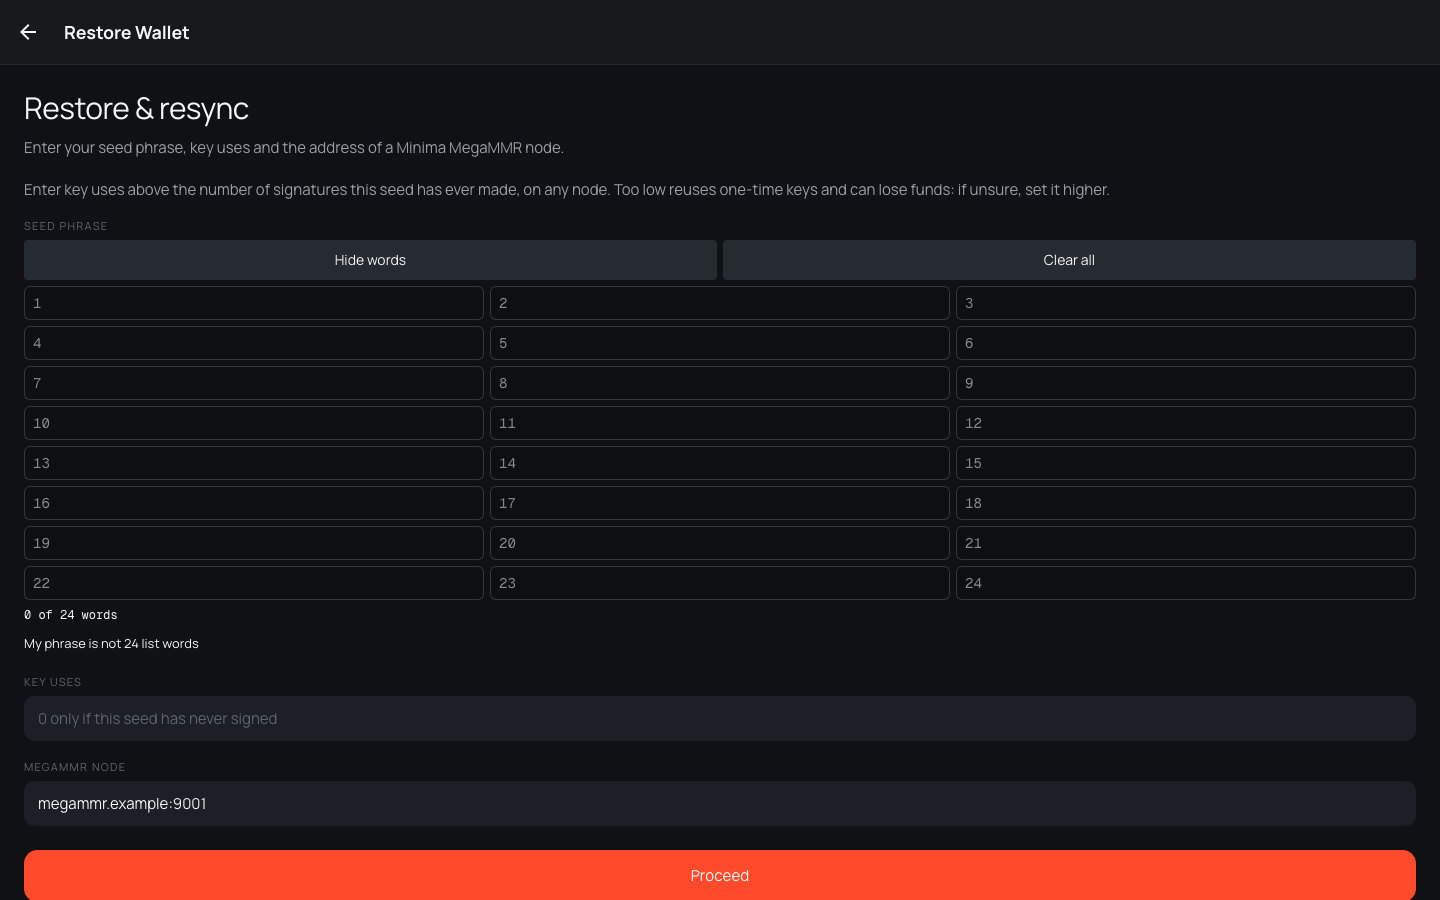 Restore Wallet
Restore & resync
Enter your seed phrase, key uses and the address of a Minima MegaMMR node.
Enter key uses above the number of signatures this seed has ever made, on any node. Too low reuses one-time keys and can lose funds: if unsure, set it higher.
SEED PHRASE
Hide words Clear all
1 2 3
4 5 6
7 8 9
10 11 12
13 14 15
16 17 18
19 20 21
22 23 24
0 of 24 words
My phrase is not 24 list words
KEY USES
0 only if this seed has never signed
MEGAMMR NODE
megammr.example:9001
Proceed